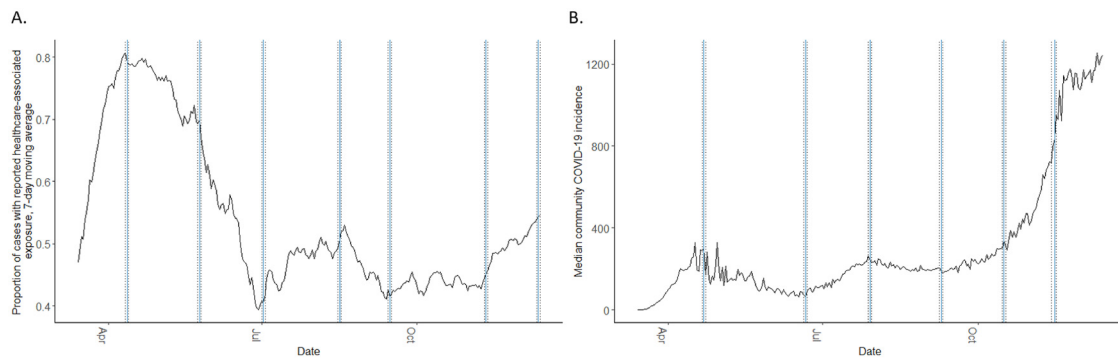 A.
Proportion of cases with reported healthcare-associated
exposure, 7-day moving average
0.8
0.7
0.6
0.5
0.4
Apr
Jul
Oct
Date
B.
Median community COVID-19 incidence
1200
800
400
0
Apr
Jul
Oct
Date